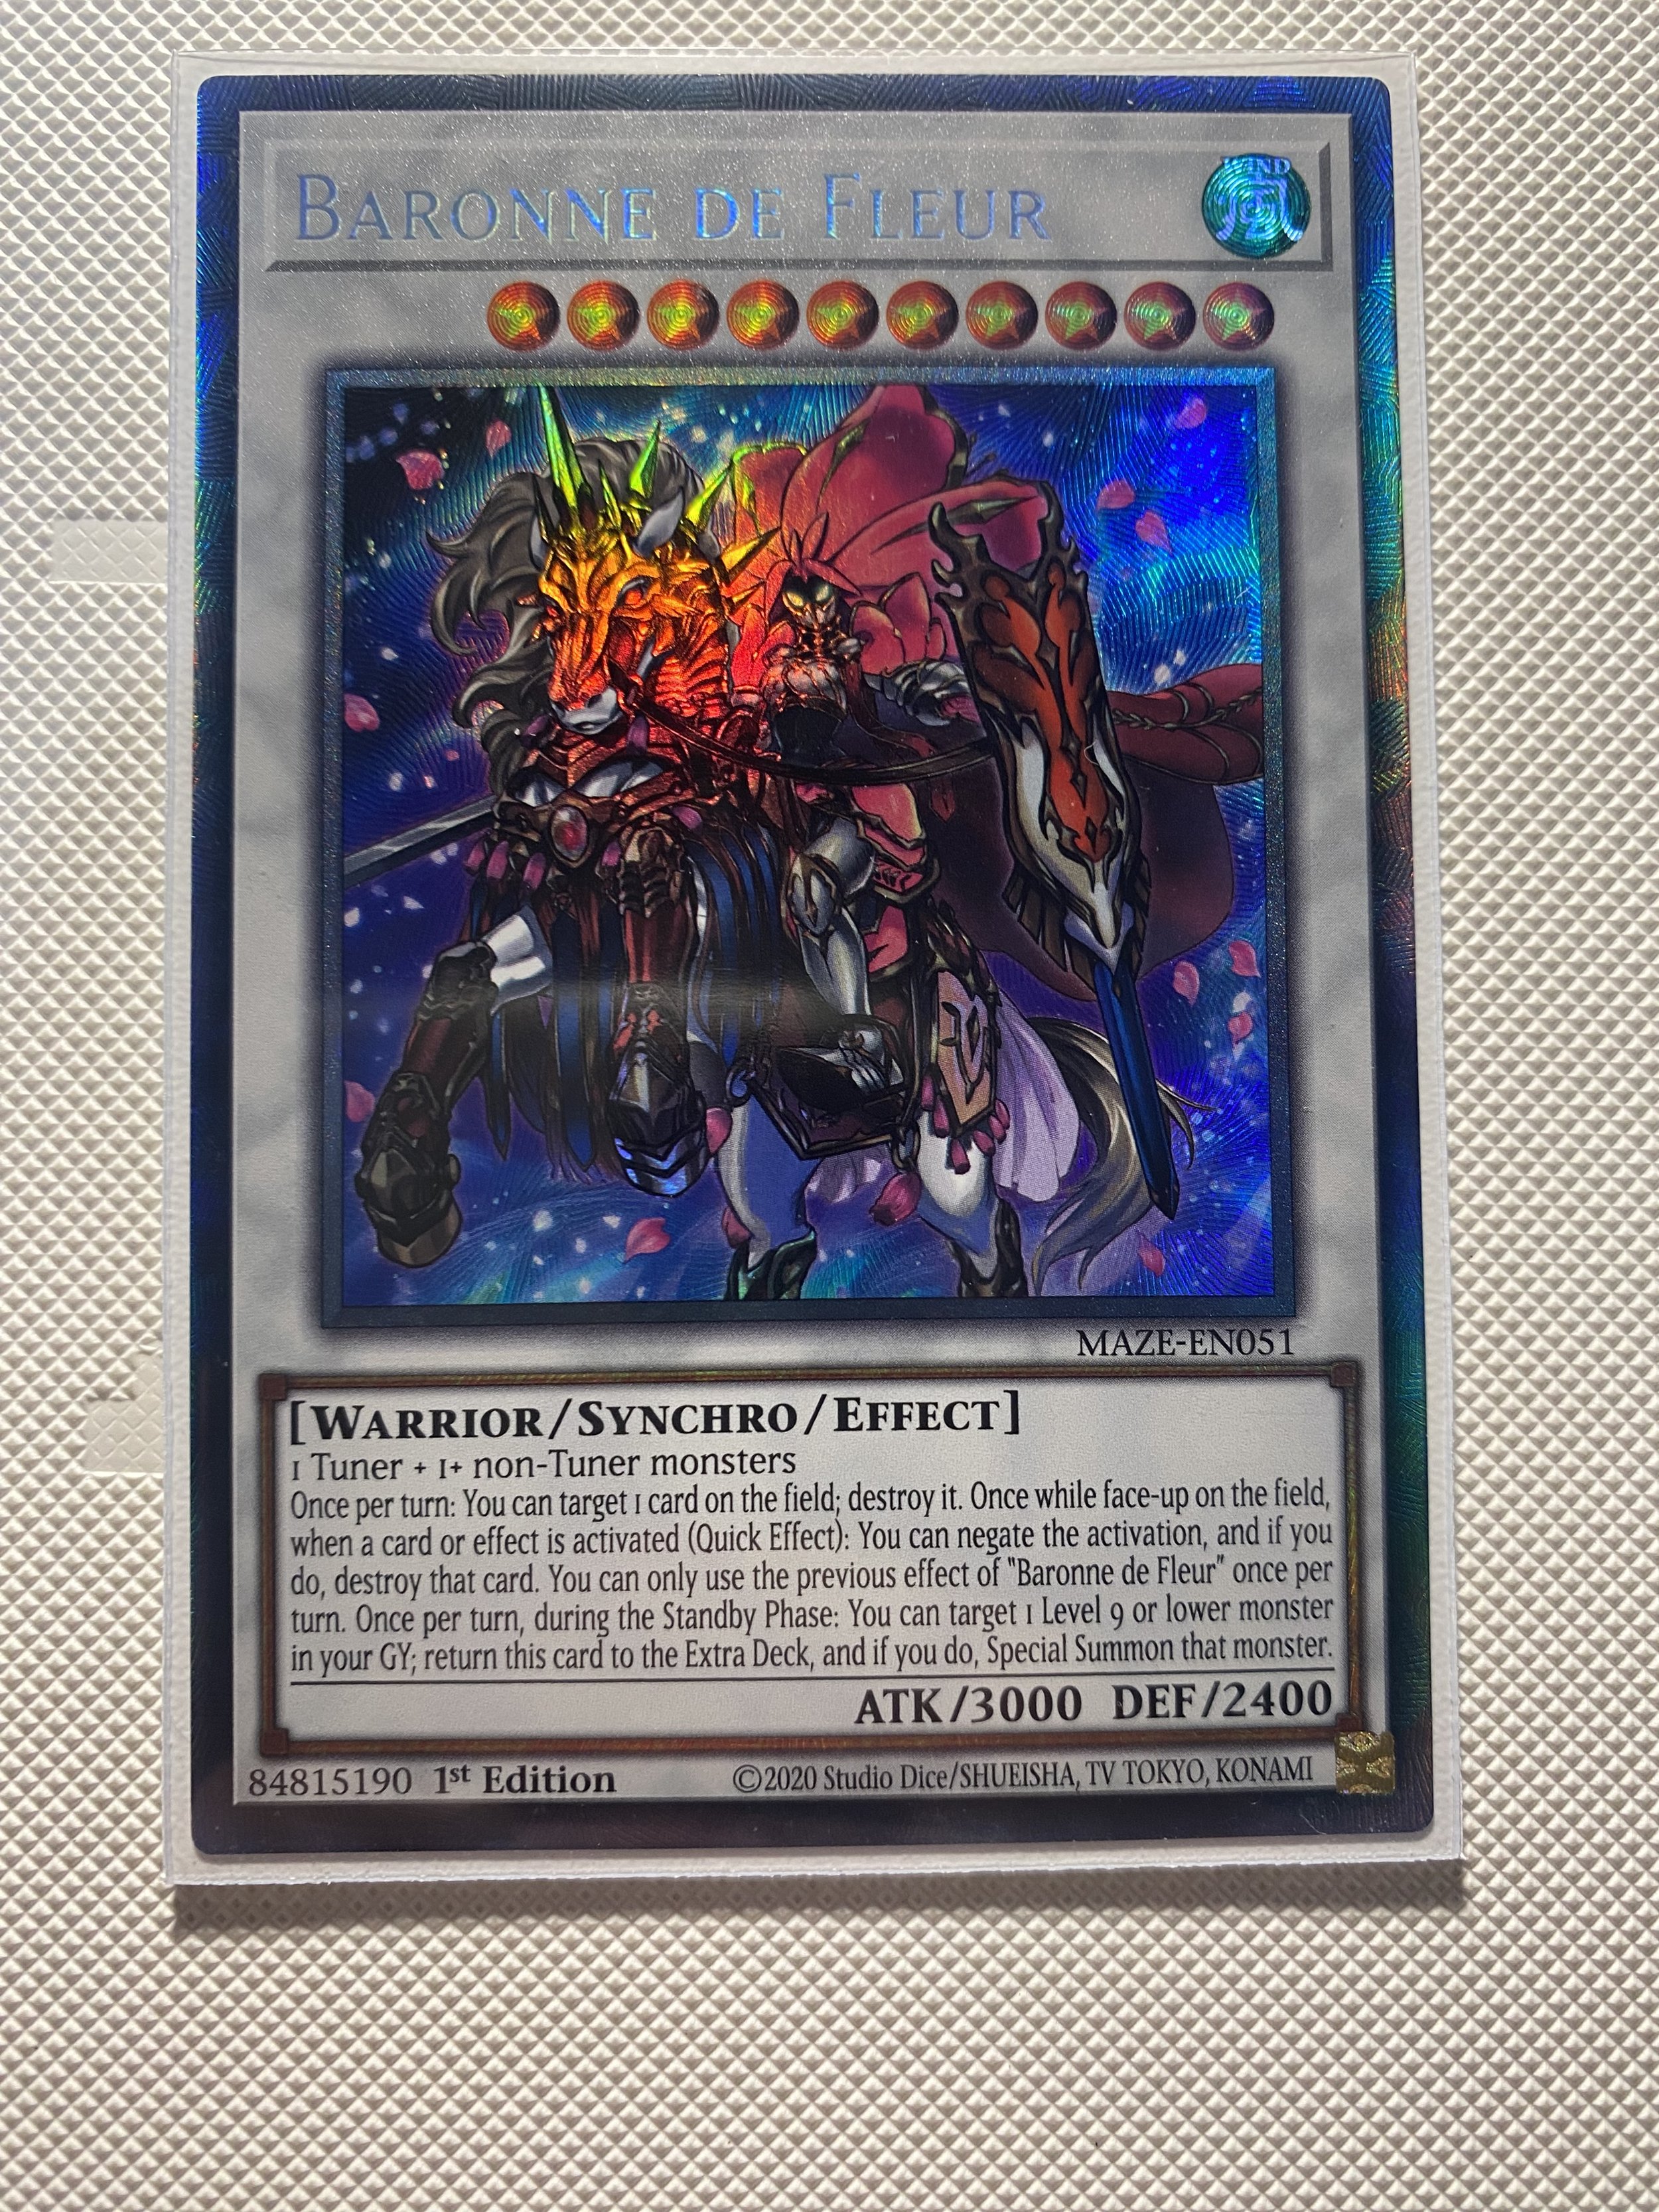 BARONNE DE FLEUR
WIND
風
MAZE-EN051
[WARRIOR/SYNCHRO/EFFECT]
1 Tuner + 1+ non-Tuner monsters
Once per turn: You can target 1 card on the field; destroy it. Once while face-up on the field,
when a card or effect is activated (Quick Effect): You can negate the activation, and if you
do, destroy that card. You can only use the previous effect of "Baronne de Fleur" once per
turn. Once per turn, during the Standby Phase: You can target 1 Level 9 or lower monster
in your GY; return this card to the Extra Deck, and if you do, Special Summon that monster.
ATK/3000 DEF/2400
84815190 1st Edition ©2020 Studio Dice/SHUEISHA, TV TOKYO, KONAMI